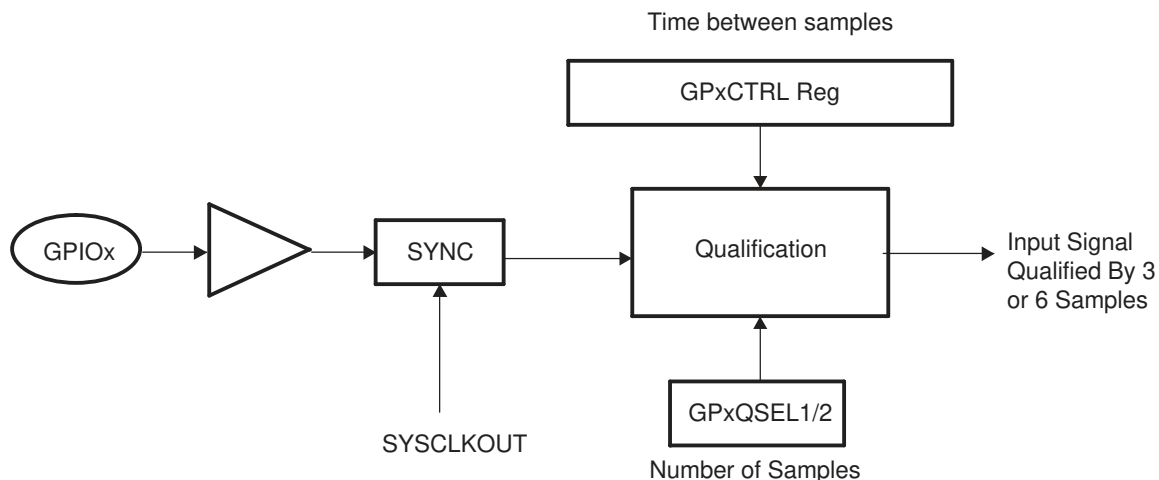 Time between samples
GPxCTRL Reg
GPIOx
SYNC
Qualification
Input Signal
Qualified By 3
or 6 Samples
GPxQSEL1/2
SYSCLKOUT
Number of Samples